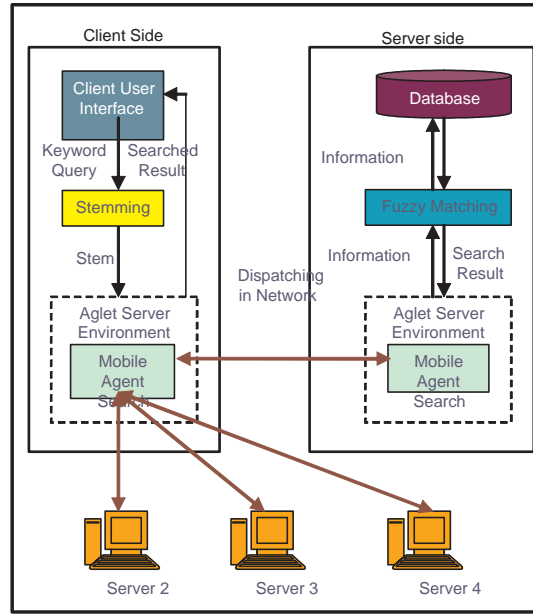 Client Side
Client User
Interface
Keyword
Query
Searched
Result
Stemming
Stem
Aglet Server
Environment
Mobile
Agent
Search
Dispatching
in Network
Server side
Database
Information
Fuzzy Matching
Information
Search
Result
Aglet Server
Environment
Mobile
Agent
Search
Server 2
Server 3
Server 4